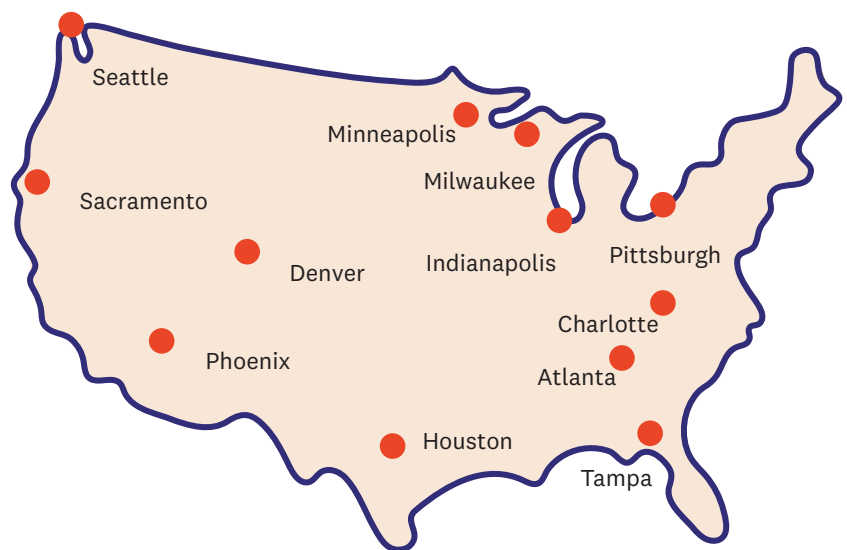 Seattle
Minneapolis
Milwaukee
Sacramento
Pittsburgh
Indianapolis
Denver
Charlotte
Phoenix
Atlanta
Houston
Tampa